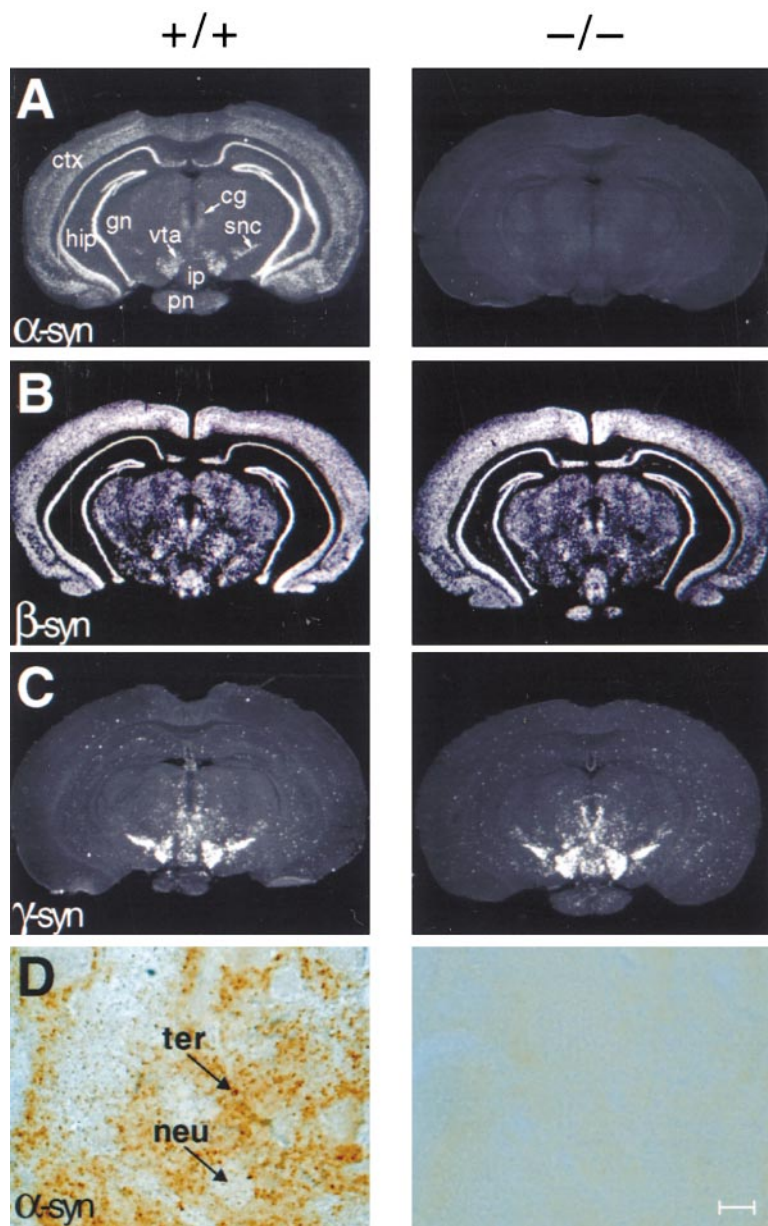 +/+ −/−
A
ctx
cg
gn
snc
hip
vta
ip
pn
α-syn
B
β-syn
C
γ-syn
D
ter
neu
α-syn